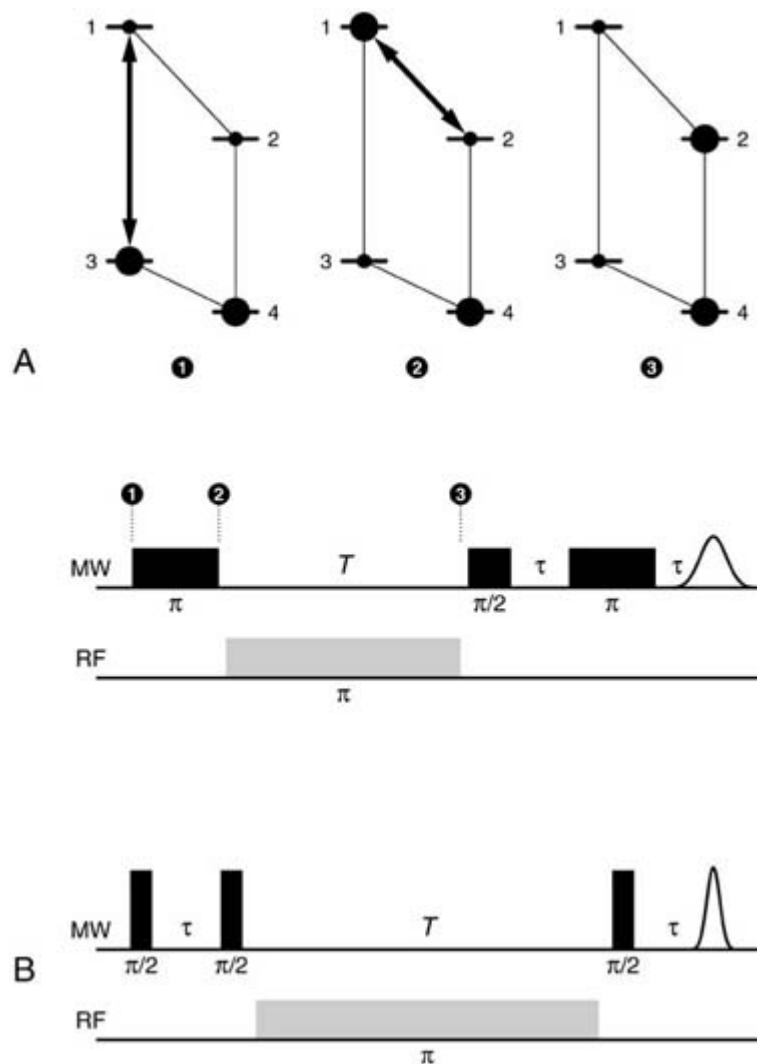 1 1 1
2 2 2
3 3 3
4 4 4
A ❶ ❷ ❸
❶ ❷ ❸
MW T τ τ
π π/2 π
RF
π
MW τ T τ
B π/2 π/2 π/2
RF
π